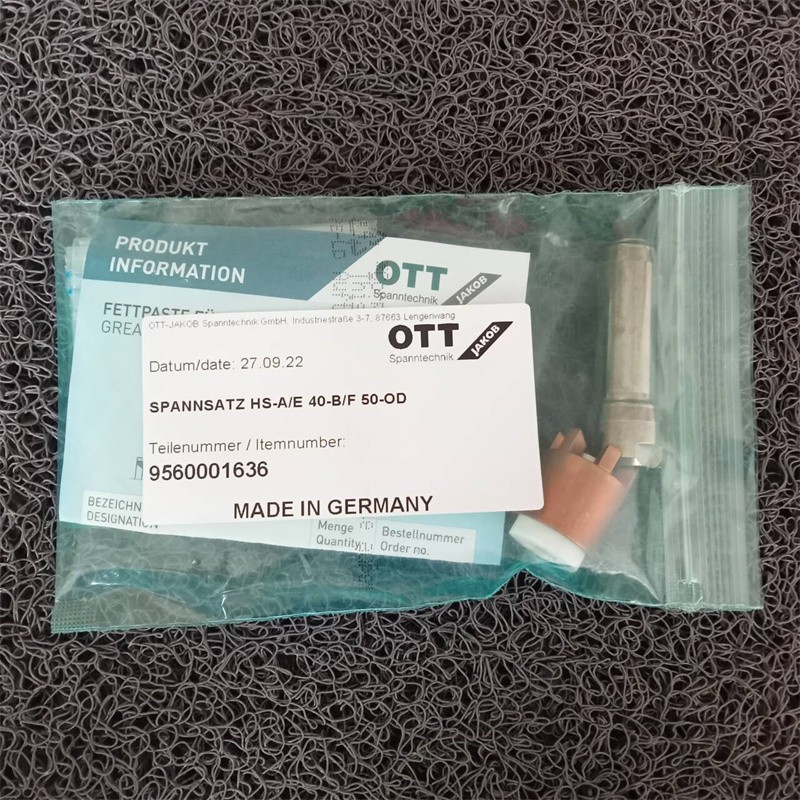 PRODUKT
INFORMATION
OTT
Spanntechnik
JAKOB
FETTPASTE
GREA
OTT-JAKOB Spanntechnik GmbH, Industriestraße 3-7, 87663 Lengenwang
OTT
Spanntechnik
JAKOB
Datum/date: 27.09.22
SPANNSATZ HS-A/E 40-B/F 50-OD
Teilenummer / Itemnumber:
9560001636
MADE IN GERMANY
BEZEICHN
DESIGNATION
Menge
Quantity
Bestellnummer
Order no.